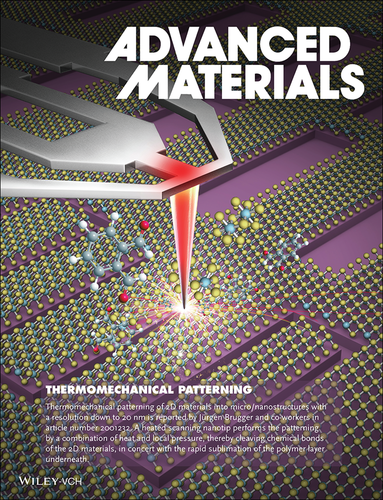 ADVANCED
MATERIALS
THERMOMECHANICAL PATTERNING
Thermomechanical patterning of 2D materials into micro/nanostructures with
a resolution down to 20 nm is reported by Jürgen Brugger and co-workers in
article number 2001232. A heated scanning nanotip performs the patterning
by a combination of heat and local pressure, thereby cleaving chemical bonds
of the 2D materials, in concert with the rapid sublimation of the polymer layer
underneath.
WILEY-VCH